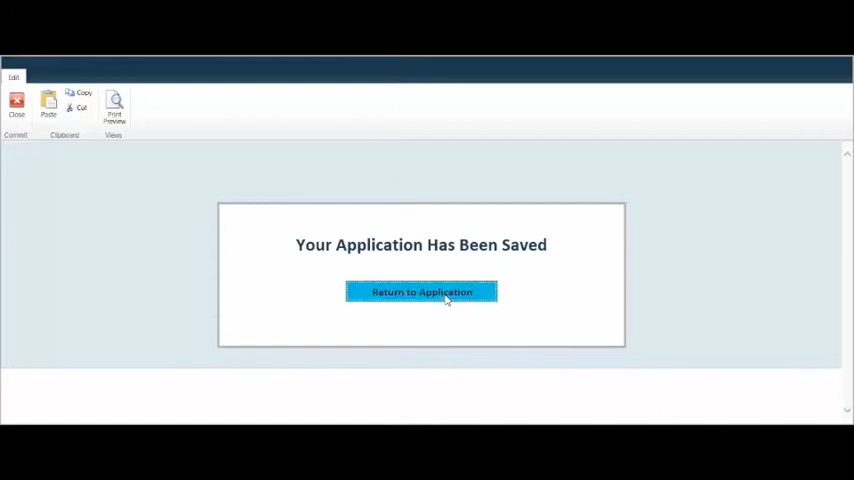 Edit
Close
Paste
Copy
Cut
Print
Preview
Commit
Clipboard
Views
Your Application Has Been Saved
Return to Application